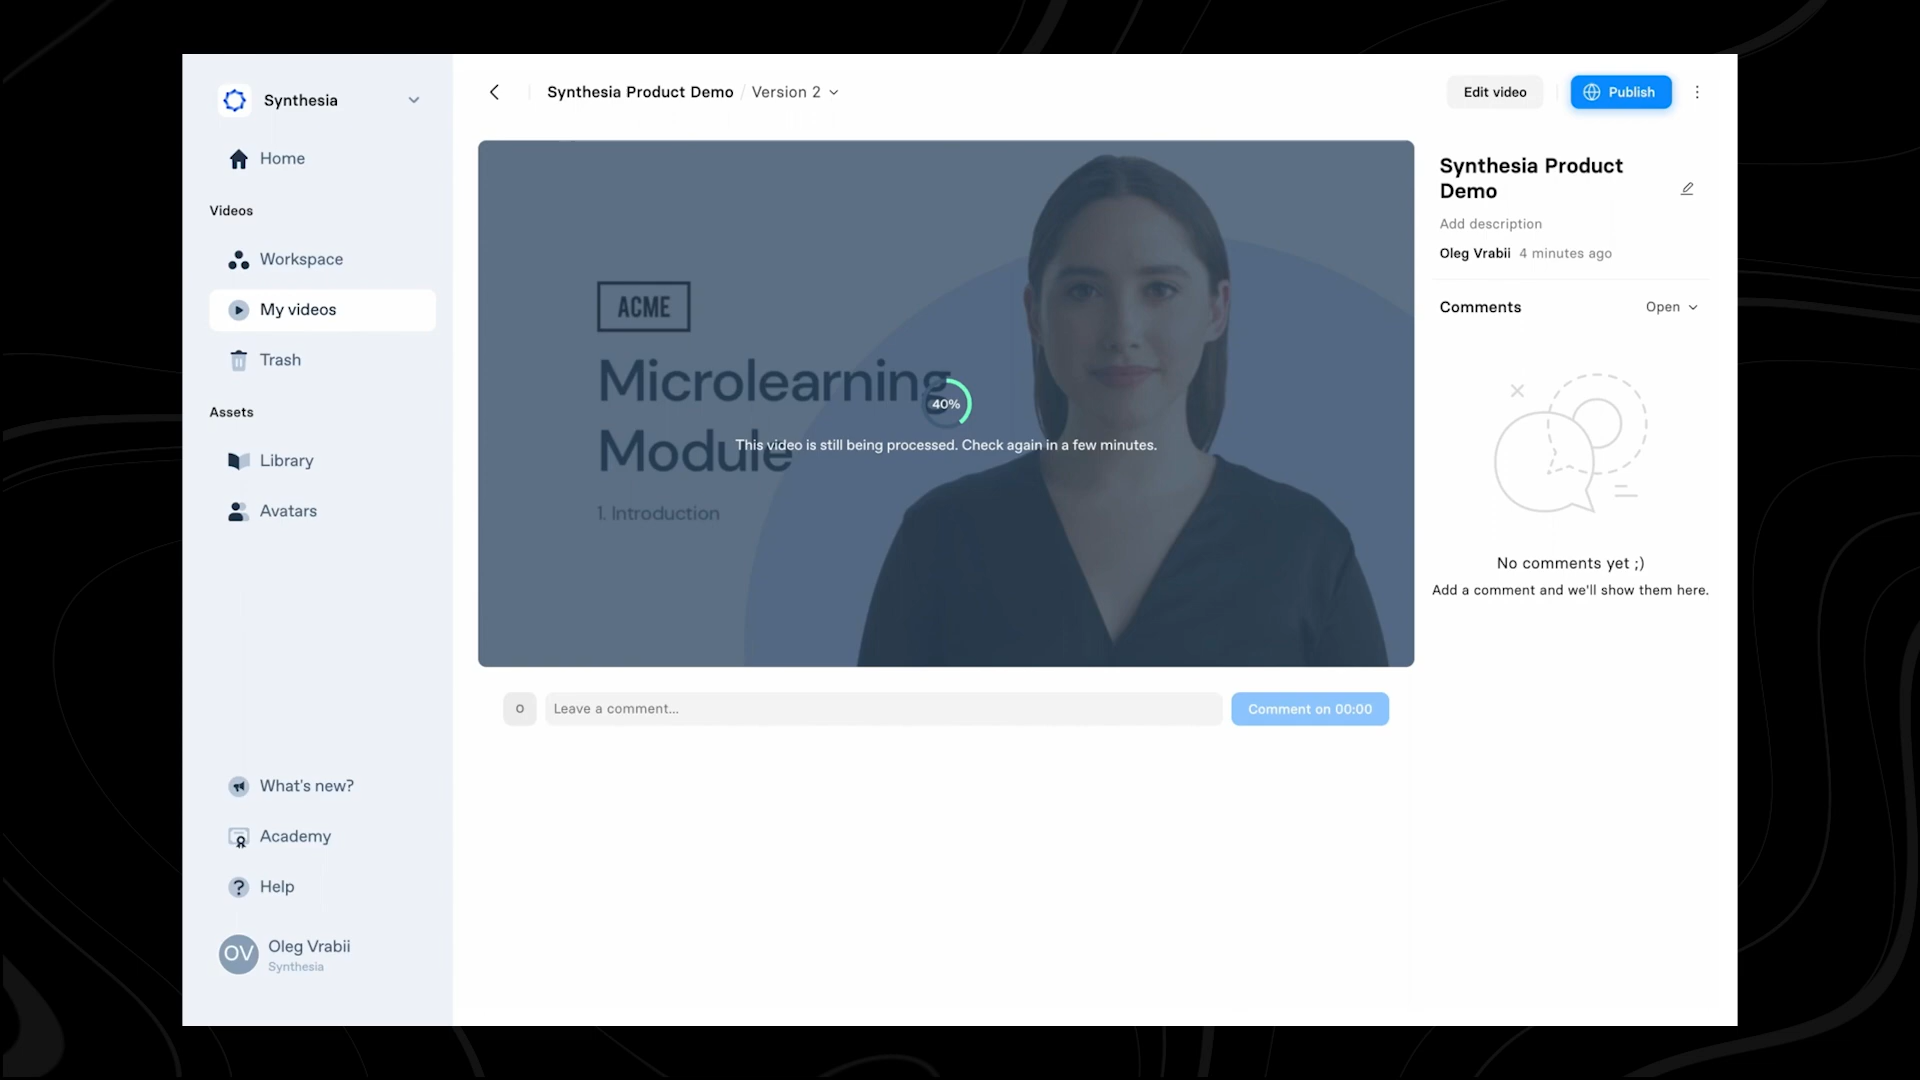 Synthesia
Home
Videos
Workspace
My videos
Trash
Assets
Library
Avatars
What's new?
Academy
Help
OV
Oleg Vrabii
Synthesia
Synthesia Product Demo / Version 2
Edit video
Publish
ACME
Microlearning
Module
1. Introduction
40%
This video is still being processed. Check again in a few minutes.
O
Leave a comment...
Comment on 00:00
Synthesia Product
Demo
Add description
Oleg Vrabii 4 minutes ago
Comments
Open
No comments yet ;)
Add a comment and we'll show them here.